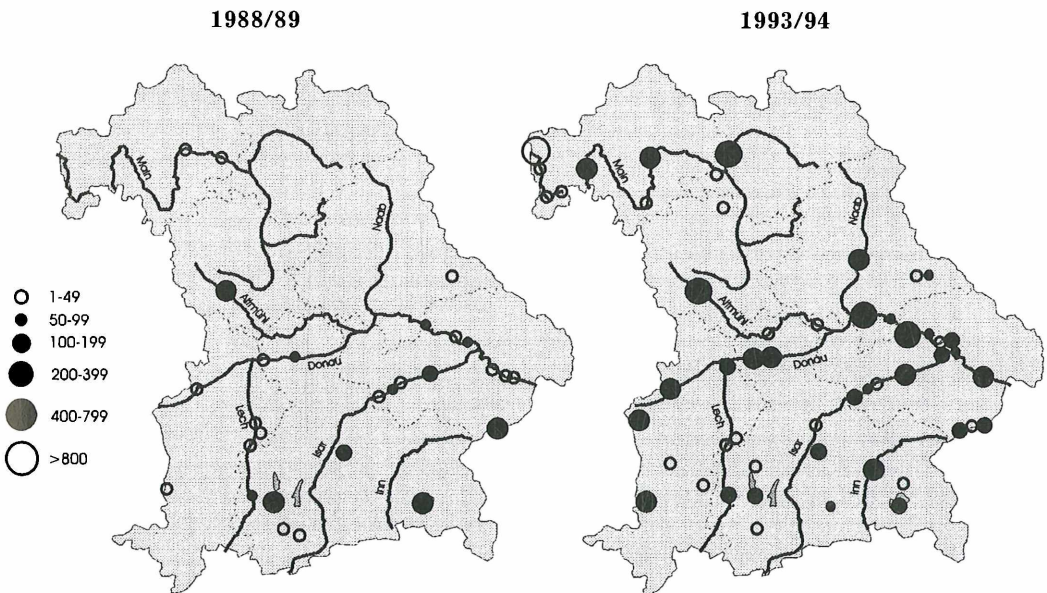 1988/89
1993/94
Main
Naab
Altmühl
Donau
Lech
Isar
Inn
Main
Naab
Altmühl
Donau
Lech
Isar
Inn
1-49
50-99
100-199
200-399
400-799
>800